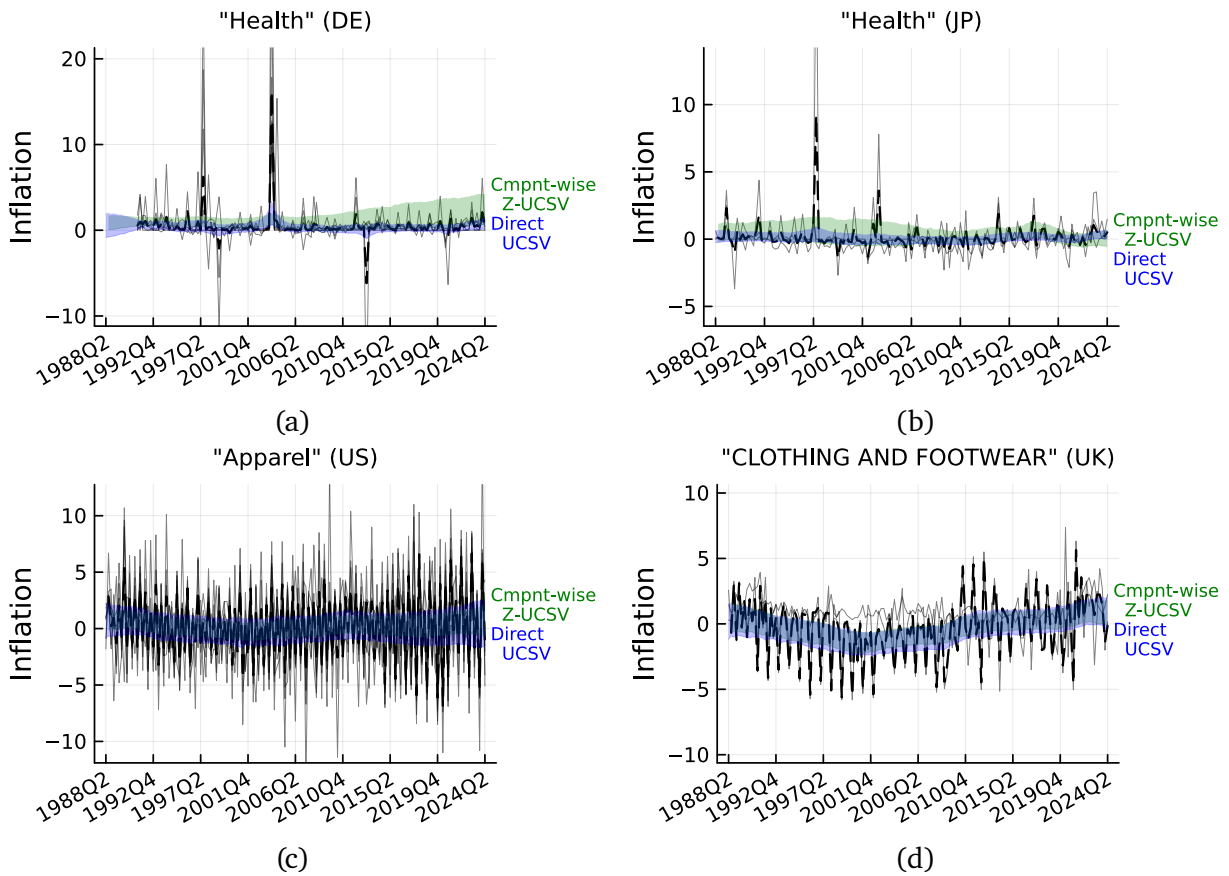 "Health" (DE)
Inflation
20
10
0
−10
1988Q2
1992Q4
1997Q2
2001Q4
2006Q2
2010Q4
2015Q2
2019Q4
2024Q2
Cmpnt-wise
Z-UCSV
Direct
UCSV
(a)
"Health" (JP)
Inflation
10
5
0
−5
1988Q2
1992Q4
1997Q2
2001Q4
2006Q2
2010Q4
2015Q2
2019Q4
2024Q2
Cmpnt-wise
Z-UCSV
Direct
UCSV
(b)
"Apparel" (US)
Inflation
10
5
0
−5
−10
1988Q2
1992Q4
1997Q2
2001Q4
2006Q2
2010Q4
2015Q2
2019Q4
2024Q2
Cmpnt-wise
Z-UCSV
Direct
UCSV
(c)
"CLOTHING AND FOOTWEAR" (UK)
Inflation
10
5
0
−5
−10
1988Q2
1992Q4
1997Q2
2001Q4
2006Q2
2010Q4
2015Q2
2019Q4
2024Q2
Cmpnt-wise
Z-UCSV
Direct
UCSV
(d)